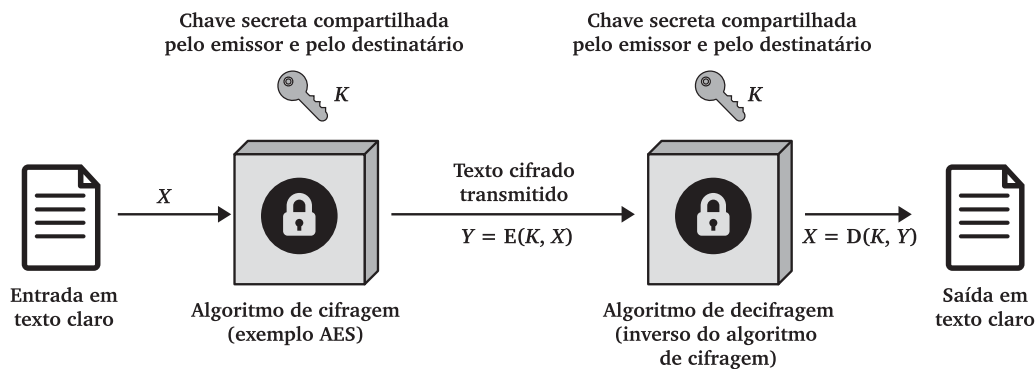 Chave secreta compartilhada
pelo emissor e pelo destinatário
K
Chave secreta compartilhada
pelo emissor e pelo destinatário
K
X
Texto cifrado
transmitido
Y = E(K, X)
X = D(K, Y)
Entrada em
texto claro
Algoritmo de cifragem
(exemplo AES)
Algoritmo de decifragem
(inverso do algoritmo
de cifragem)
Saída em
texto claro